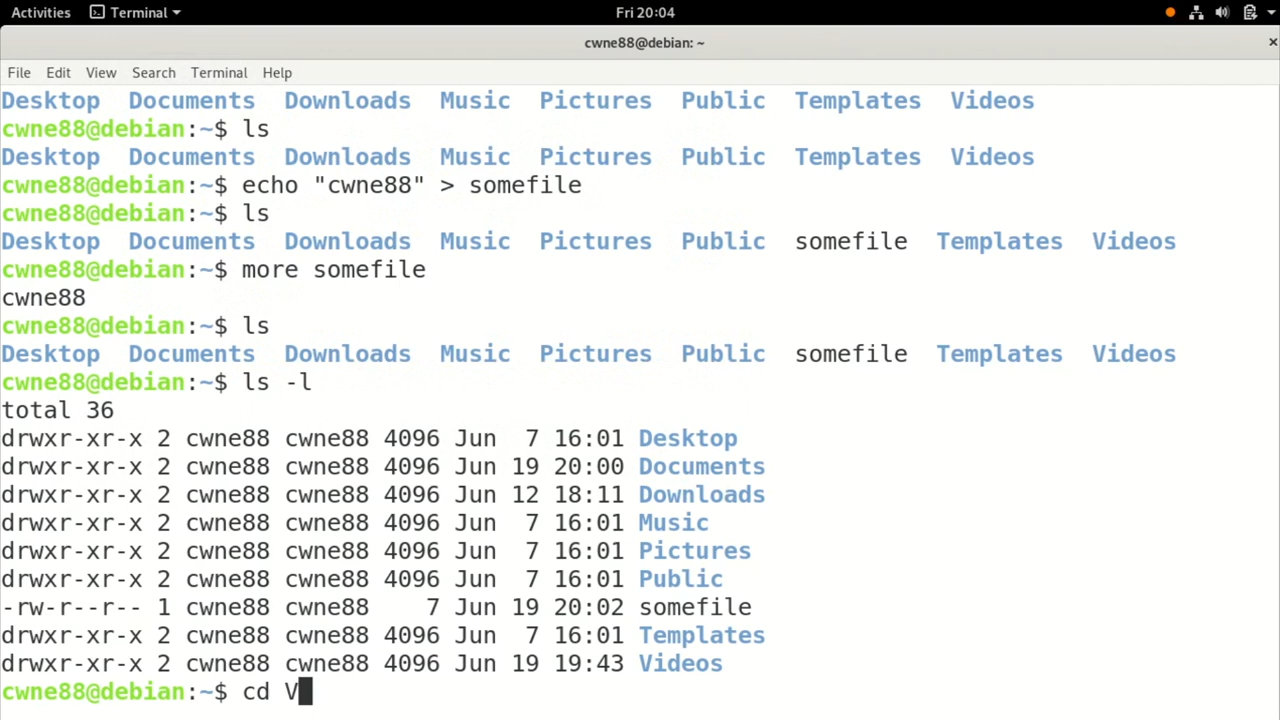 Activities Terminal Fri 20:04
cwne88@debian: ~ ×
File Edit View Search Terminal Help
Desktop Documents Downloads Music Pictures Public Templates Videos
cwne88@debian:~$ ls
Desktop Documents Downloads Music Pictures Public Templates Videos
cwne88@debian:~$ echo "cwne88" > somefile
cwne88@debian:~$ ls
Desktop Documents Downloads Music Pictures Public somefile Templates Videos
cwne88@debian:~$ more somefile
cwne88
cwne88@debian:~$ ls
Desktop Documents Downloads Music Pictures Public somefile Templates Videos
cwne88@debian:~$ ls -l
total 36
drwxr-xr-x 2 cwne88 cwne88 4096 Jun  7 16:01 Desktop
drwxr-xr-x 2 cwne88 cwne88 4096 Jun 19 20:00 Documents
drwxr-xr-x 2 cwne88 cwne88 4096 Jun 12 18:11 Downloads
drwxr-xr-x 2 cwne88 cwne88 4096 Jun  7 16:01 Music
drwxr-xr-x 2 cwne88 cwne88 4096 Jun  7 16:01 Pictures
drwxr-xr-x 2 cwne88 cwne88 4096 Jun  7 16:01 Public
-rw-r--r-- 1 cwne88 cwne88    7 Jun 19 20:02 somefile
drwxr-xr-x 2 cwne88 cwne88 4096 Jun  7 16:01 Templates
drwxr-xr-x 2 cwne88 cwne88 4096 Jun 19 19:43 Videos
cwne88@debian:~$ cd V